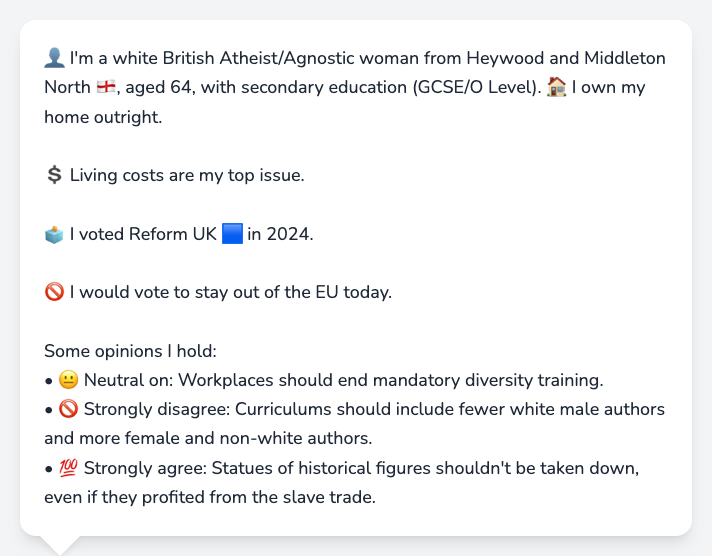 👤 I'm a white British Atheist/Agnostic woman from Heywood and Middleton
North 🏴󠁧󠁢󠁥󠁮󠁧󠁿, aged 64, with secondary education (GCSE/O Level). 🏠 I own my
home outright.
💲 Living costs are my top issue.
🗳️ I voted Reform UK 🟦 in 2024.
🚫 I would vote to stay out of the EU today.
Some opinions I hold:
• 😐 Neutral on: Workplaces should end mandatory diversity training.
• 🚫 Strongly disagree: Curriculums should include fewer white male authors
and more female and non-white authors.
• 💯 Strongly agree: Statues of historical figures shouldn't be taken down,
even if they profited from the slave trade.